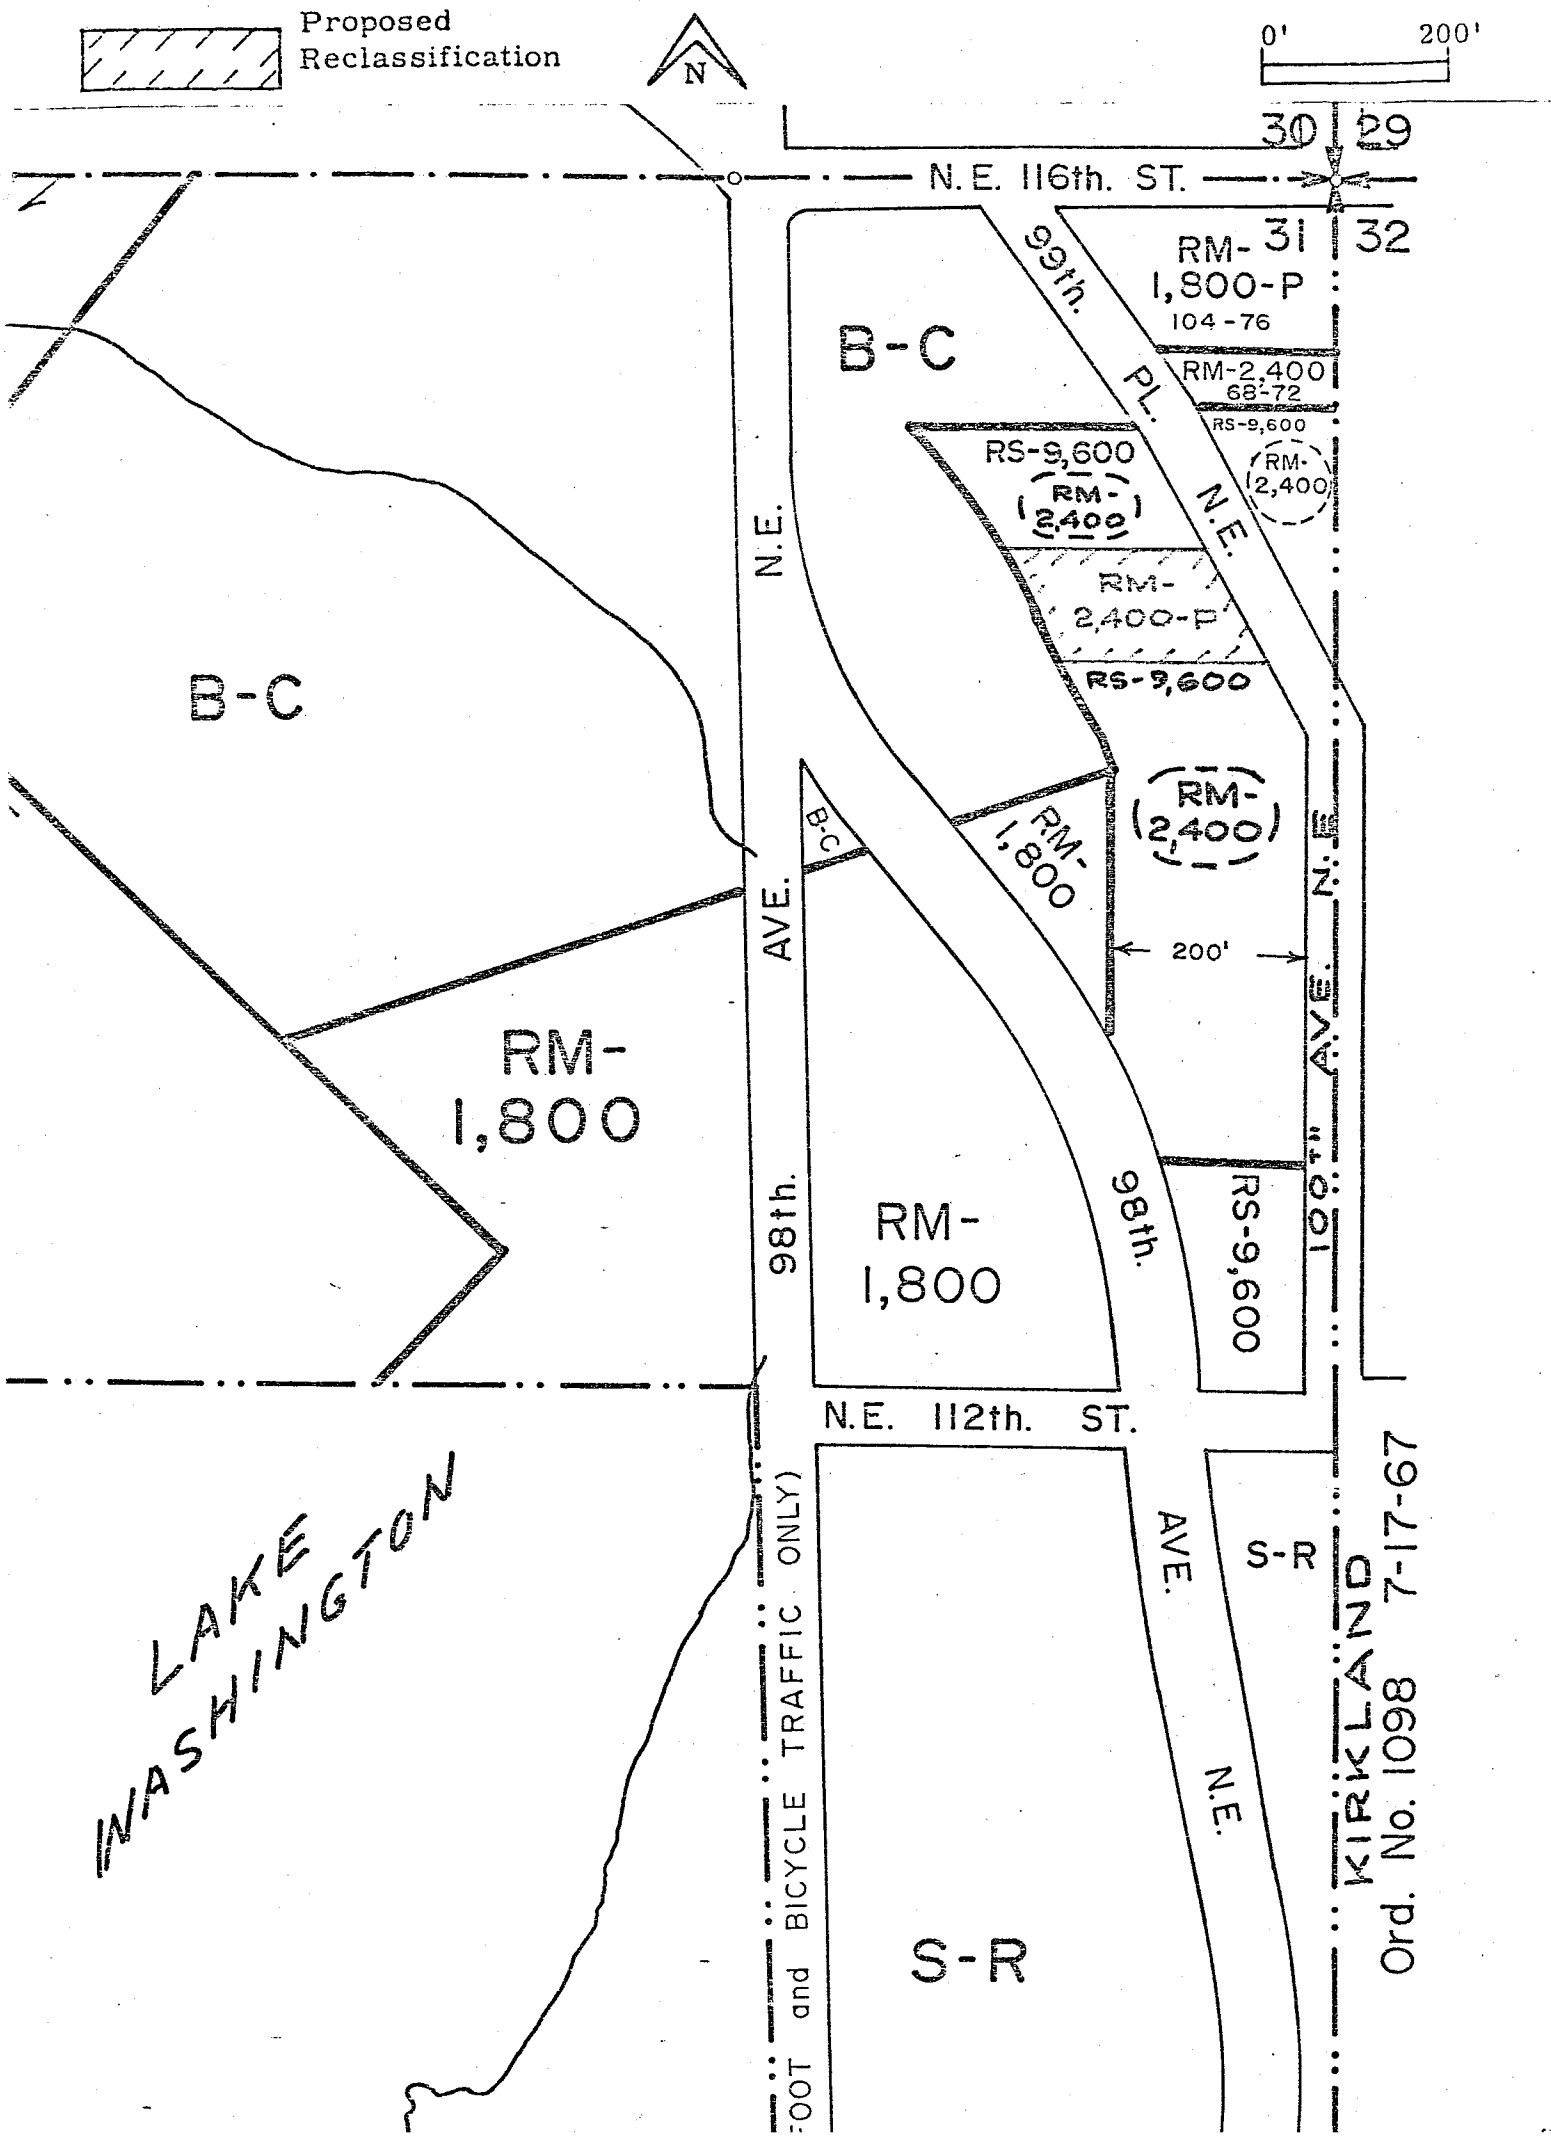 Proposed
Reclassification
N
0' 200'
30 29
N.E. 116th. ST.
31 32
99th. PL. N.E.
RM-
1,800-P
104-76
B-C
RM-2,400
68-72
RS-9,600
RM-
2,400
RS-9,600
(RM-
2,400)
N.E.
RM-
2,400-P
RS-9,600
B-C
(RM-
2,400)
B-C
RM-
1,800
AVE.
200'
100TH AVE. N.E
RM-
1,800
98th.
RM-
1,800
98th.
RS-9,600
N.E. 112th. ST.
LAKE
WASHINGTON
FOOT and BICYCLE TRAFFIC ONLY)
AVE.
N.E.
S-R
S-R
KIRKLAND
Ord. No. 1098 7-17-67